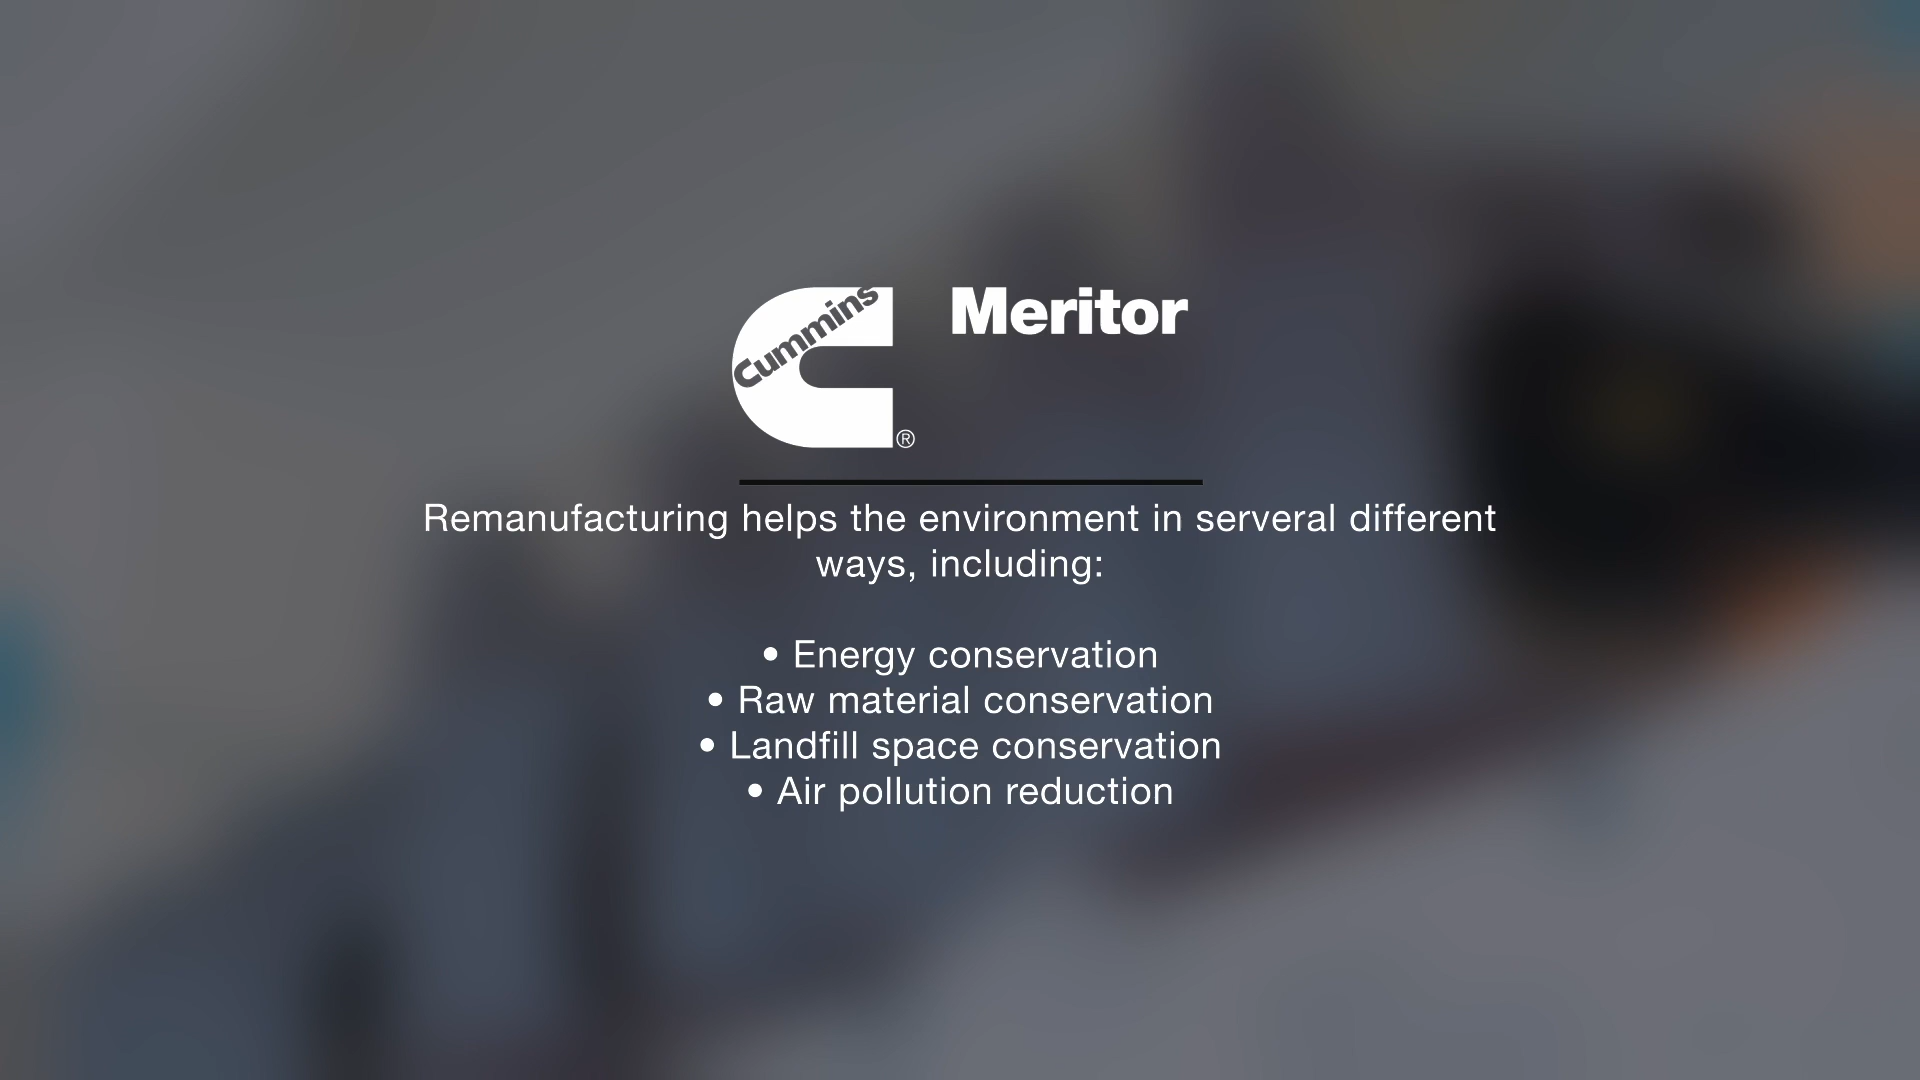 Cummins
Meritor
®
Remanufacturing helps the environment in serveral different
ways, including:
• Energy conservation
• Raw material conservation
• Landfill space conservation
• Air pollution reduction